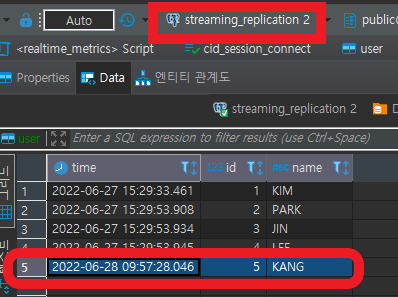 Auto
streaming_replication 2
public
<realtime_metrics> Script
cid_session_connect
user
Properties
Data
엔티티 관계도
streaming_replication 2
user
Enter a SQL expression to filter results (use Ctrl+Space)
time
123 id
abc name
1 2022-06-27 15:29:33.461 1 KIM
2 2022-06-27 15:29:53.908 2 PARK
3 2022-06-27 15:29:53.934 3 JIN
2022-06-27 15:29:53.945 4 LEE
5 2022-06-28 09:57:28.046 5 KANG